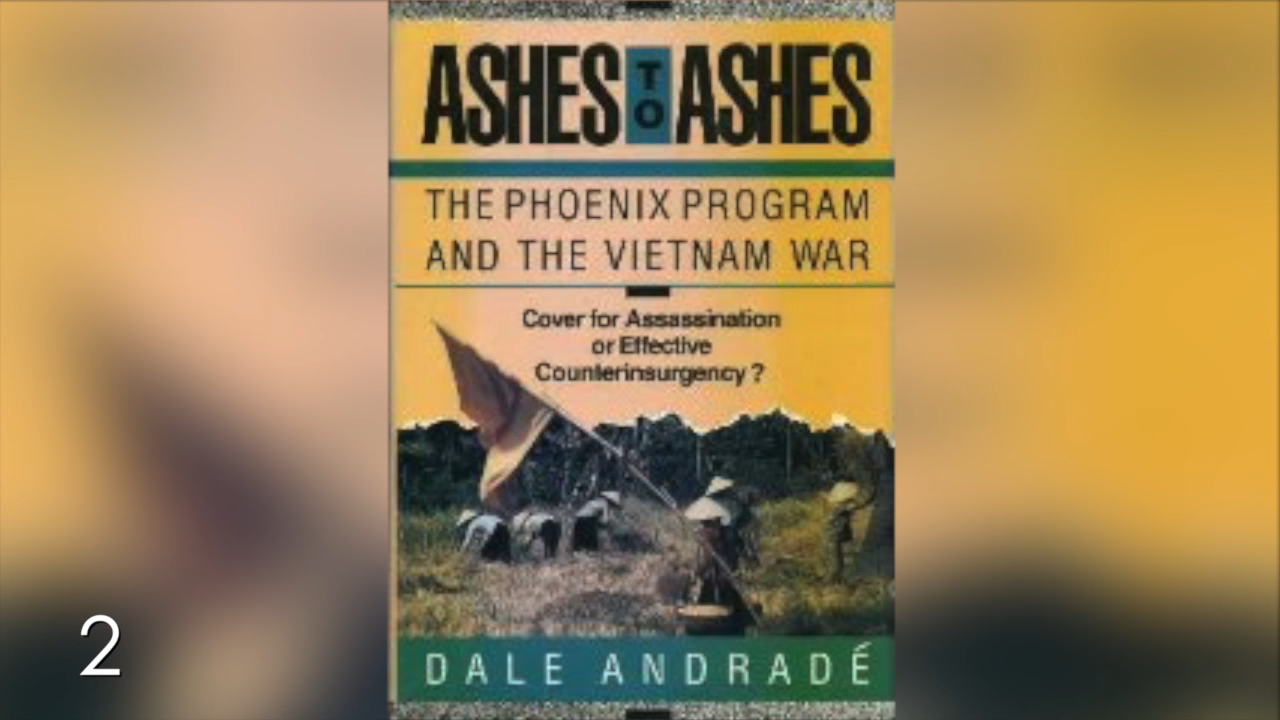 ASHES TO ASHES
THE PHOENIX PROGRAM
AND THE VIETNAM WAR
Cover for Assassination
or Effective
Counterinsurgency ?
DALE ANDRADÉ
2